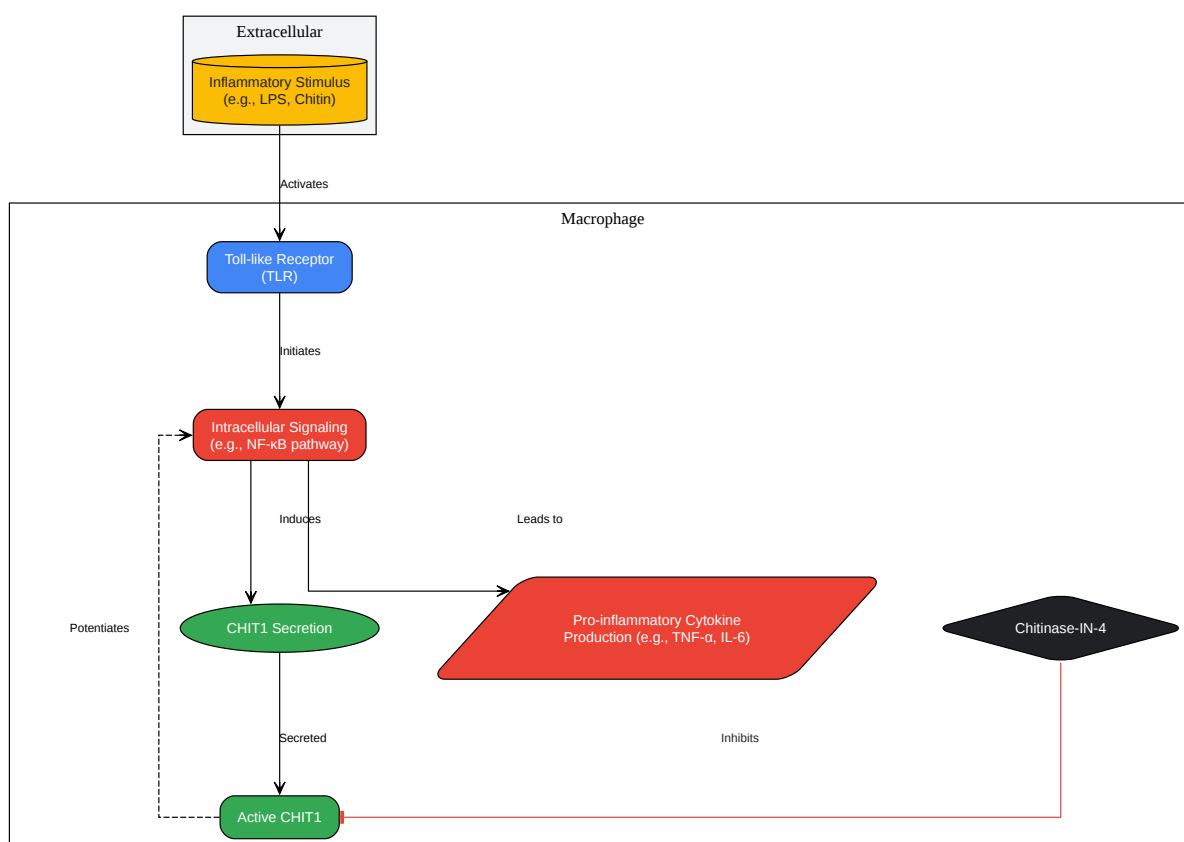 Extracellular
Inflammatory Stimulus
(e.g., LPS, Chitin)
Activates
Macrophage
Toll-like Receptor
(TLR)
Initiates
Intracellular Signaling
(e.g., NF-κB pathway)
Induces
Leads to
Potentiates
CHIT1 Secretion
Pro-inflammatory Cytokine
Production (e.g., TNF-α, IL-6)
Chitinase-IN-4
Secreted
Inhibits
Active CHIT1